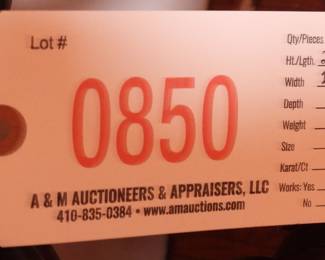 Lot #
0850
A & M AUCTIONEERS & APPRAISERS, LLC
410-835-0384 • www.amauctions.com
Qty/Pieces
Ht./Lgth.
Width
Depth
Weight
Size
Karat/Ct
Works: Yes
No